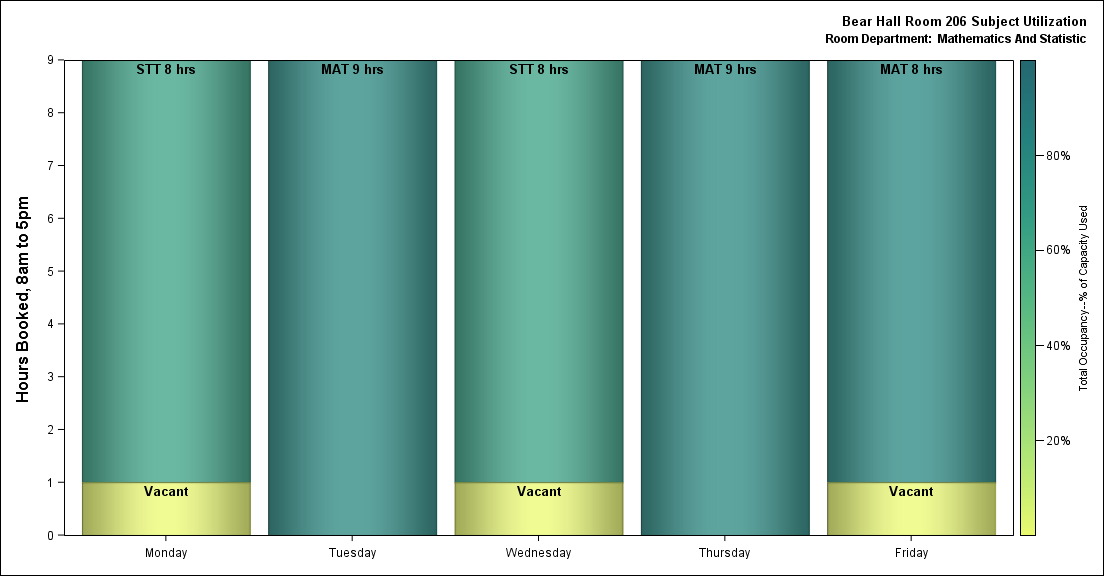 Bear Hall Room 206 Subject Utilization
Room Department: Mathematics And Statistic
Hours Booked, 8am to 5pm
9
8
7
6
5
4
3
2
1
0
STT 8 hrs
MAT 9 hrs
STT 8 hrs
MAT 9 hrs
MAT 8 hrs
Vacant
Vacant
Vacant
Monday
Tuesday
Wednesday
Thursday
Friday
80%
60%
40%
20%
Total Occupancy--% of Capacity Used